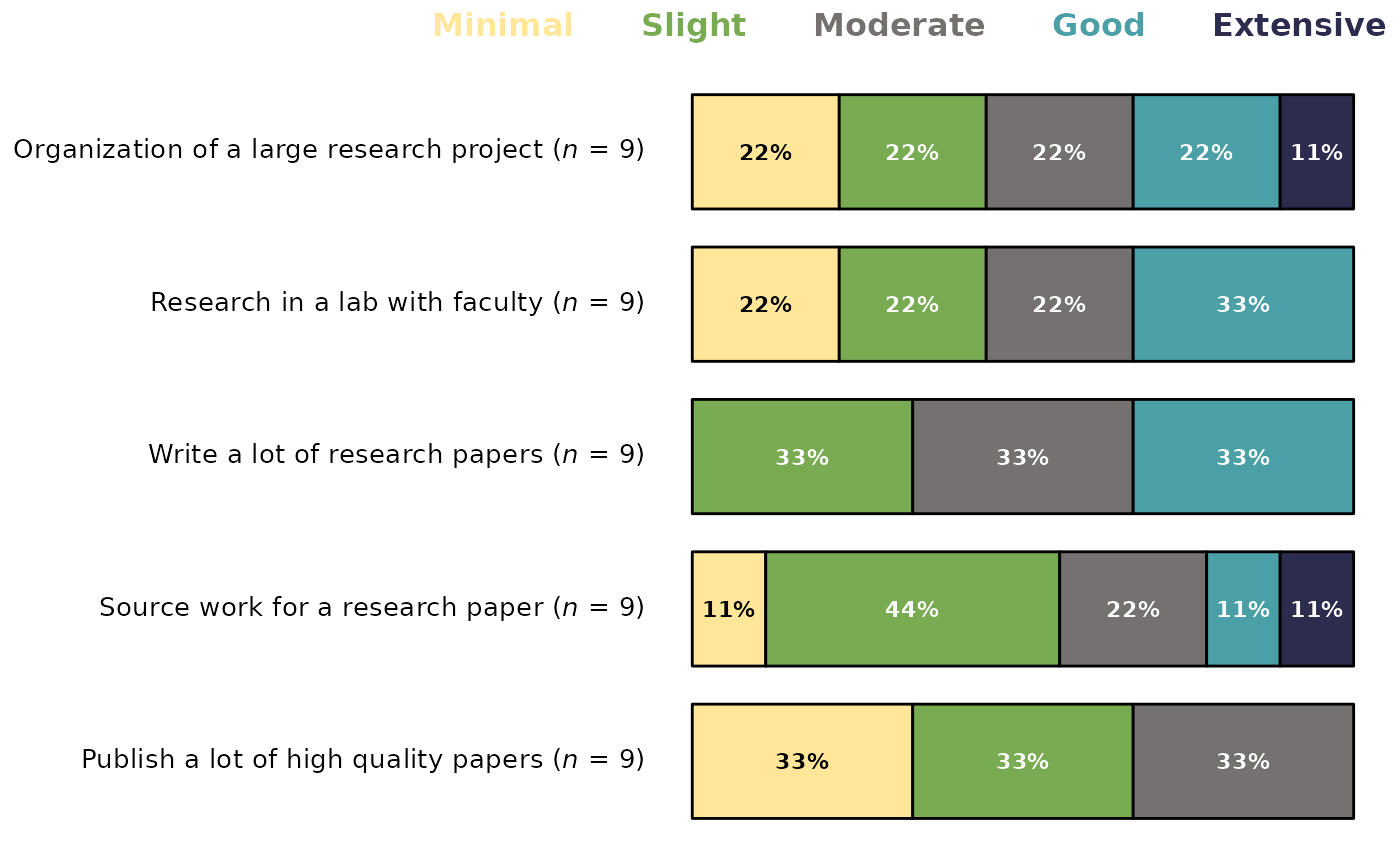 Minimal Slight Moderate Good Extensive
Organization of a large research project (n = 9) 22% 22% 22% 22% 11%
Research in a lab with faculty (n = 9) 22% 22% 22% 33%
Write a lot of research papers (n = 9) 33% 33% 33%
Source work for a research paper (n = 9) 11% 44% 22% 11% 11%
Publish a lot of high quality papers (n = 9) 33% 33% 33%